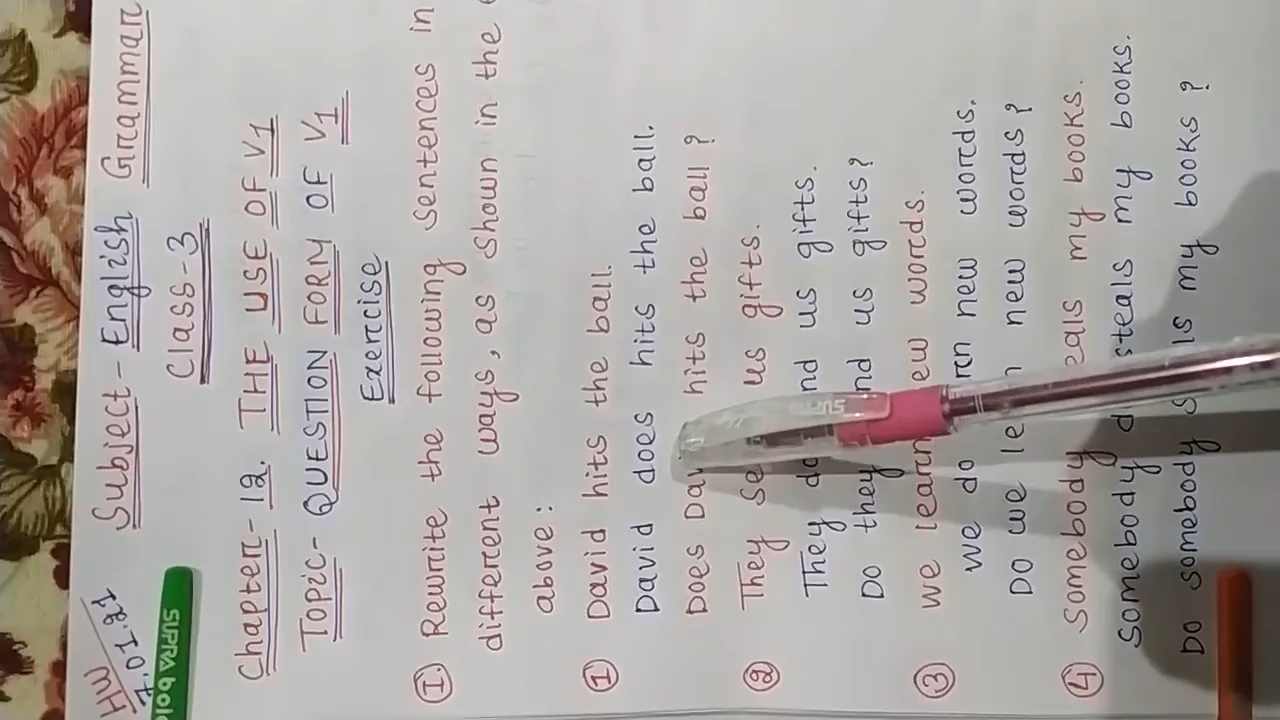 HW
7.01.21
SUPRA bold
Subject - English Grammar
Class - 3
Chapter - 12. THE USE OF V1
TOPIC - QUESTION FORM OF V1
Exercise
I. Rewrite the following sentences in
different ways, as shown in the
above:
① David hits the ball.
David does hits the ball.
Does hits the ball?
② They us gifts.
They us gifts.
Do they us gifts?
③ We learn words.
We do new words.
Do we new words?
④ Somebody my books.
Somebody steals my books.
Do somebody my books?